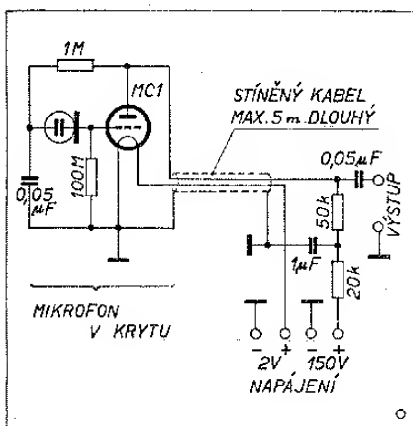 1M
MC1
STÍNĚNÝ KABEL
MAX. 5 m DLOUHÝ
0,05
µF
100M
0,05µF
50k
VÝSTUP
1µF
20k
MIKROFON
V KRYTU
- + - +
2V 150V
NAPÁJENÍ